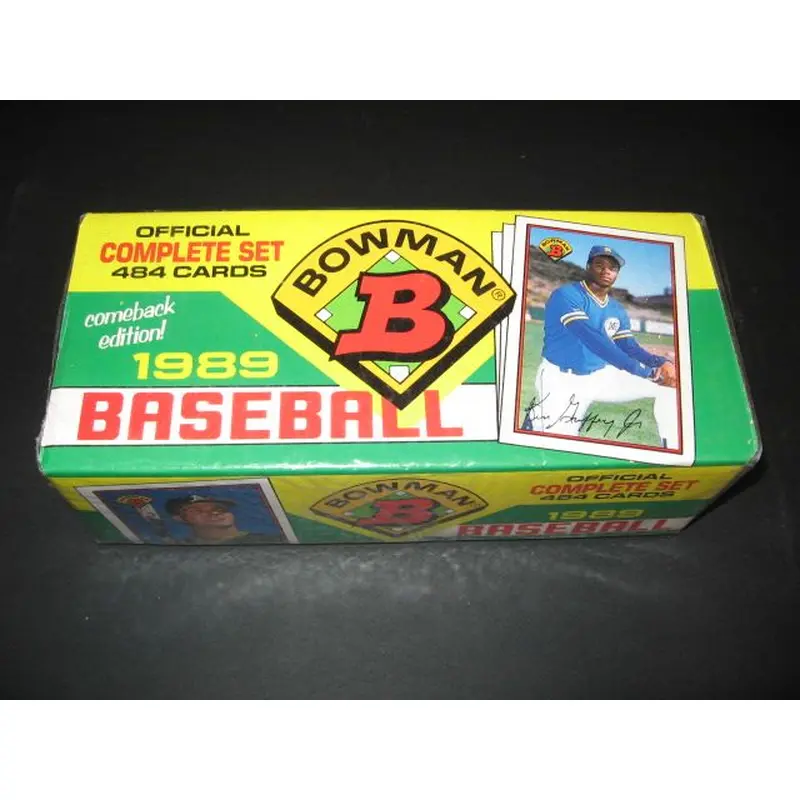 OFFICIAL
COMPLETE SET
484 CARDS
comeback
edition!
1989
BASEBALL
BOWMAN®
B
BOWMAN
B
Ken Griffey Jr
BOWMAN
B
OFFICIAL
COMPLETE SET
484 CARDS
1989
BASEBALL